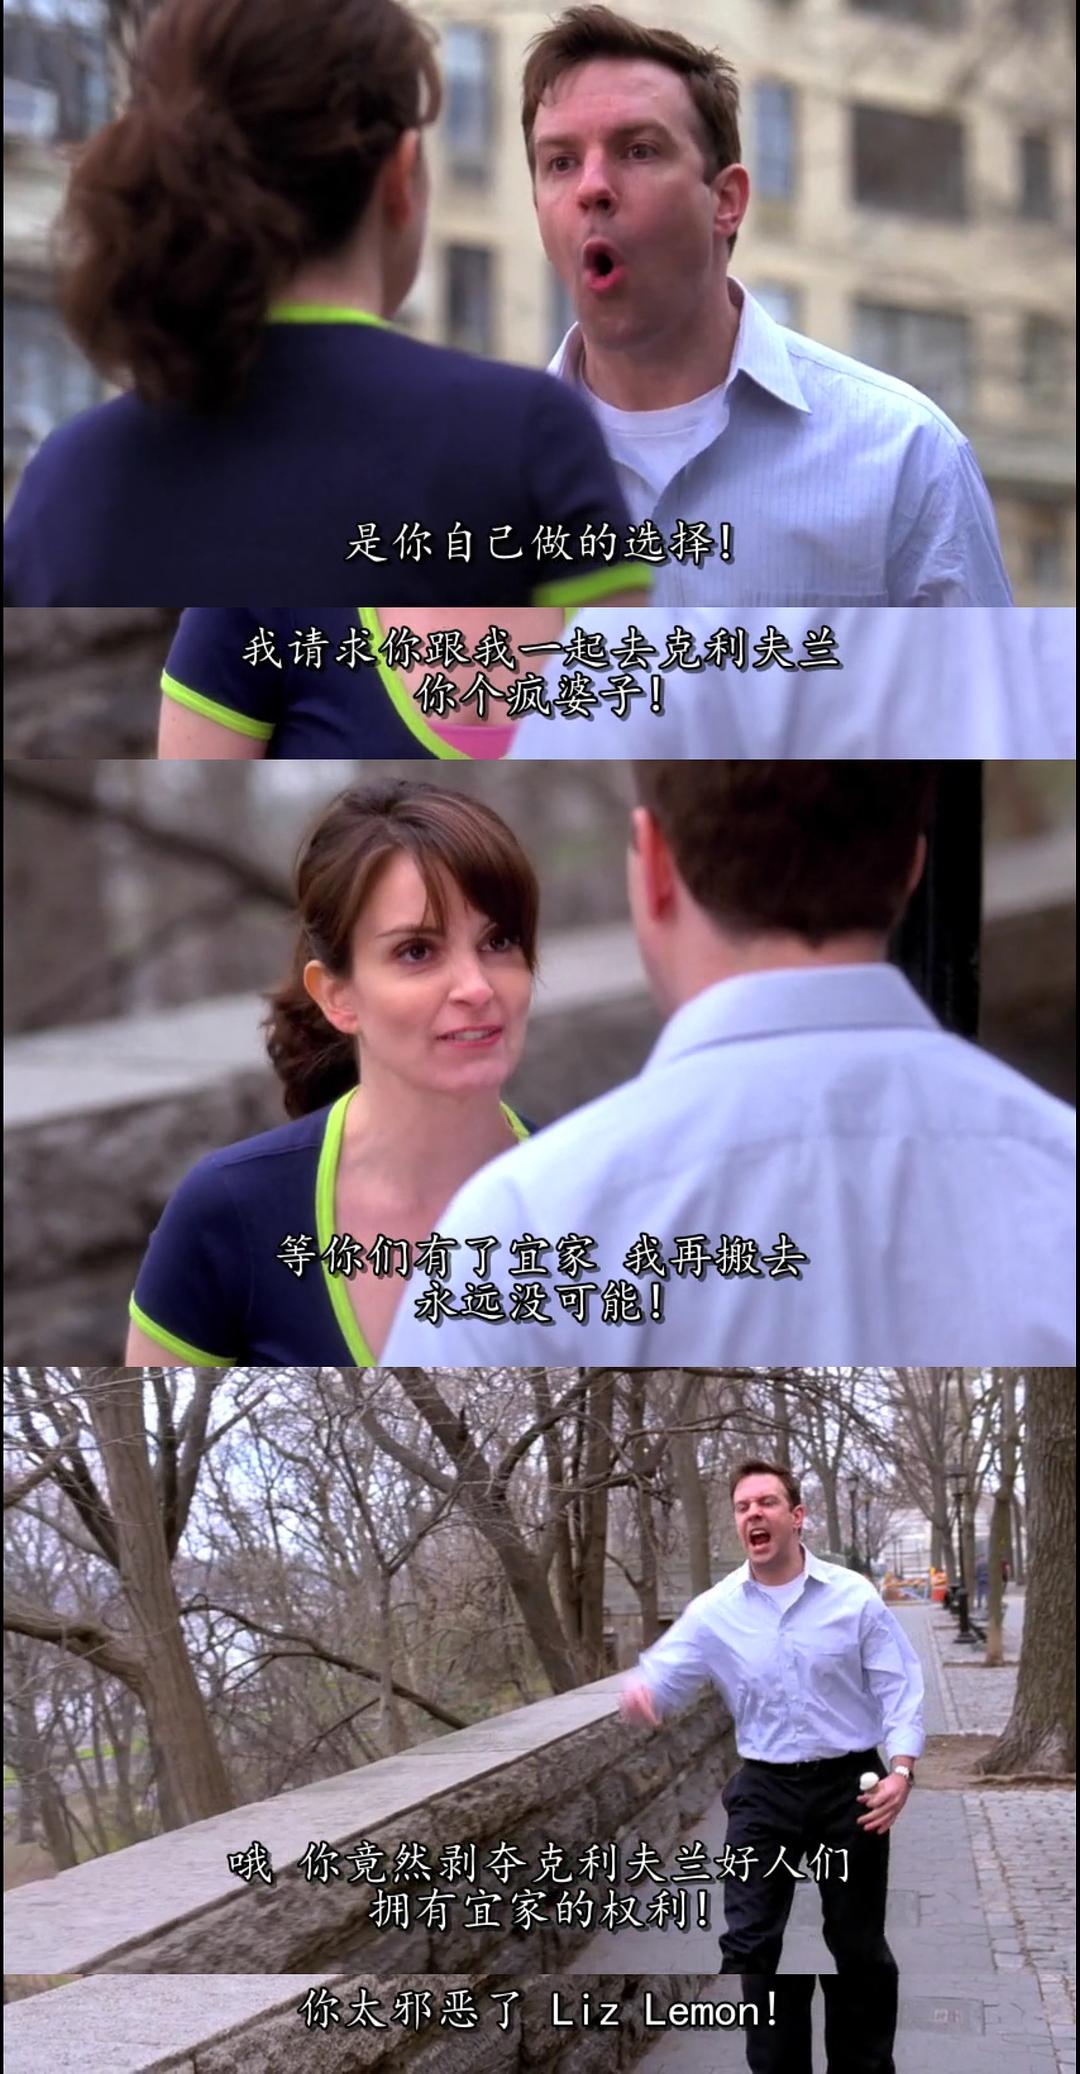 是你自己做的选择!
我请求你跟我一起去克利夫兰
你个疯婆子!
等你们有了宜家 我再搬去
永远没可能!
哦 你竟然剥夺克利夫兰好人们
拥有宜家的权利!
你太邪恶了 Liz Lemon!